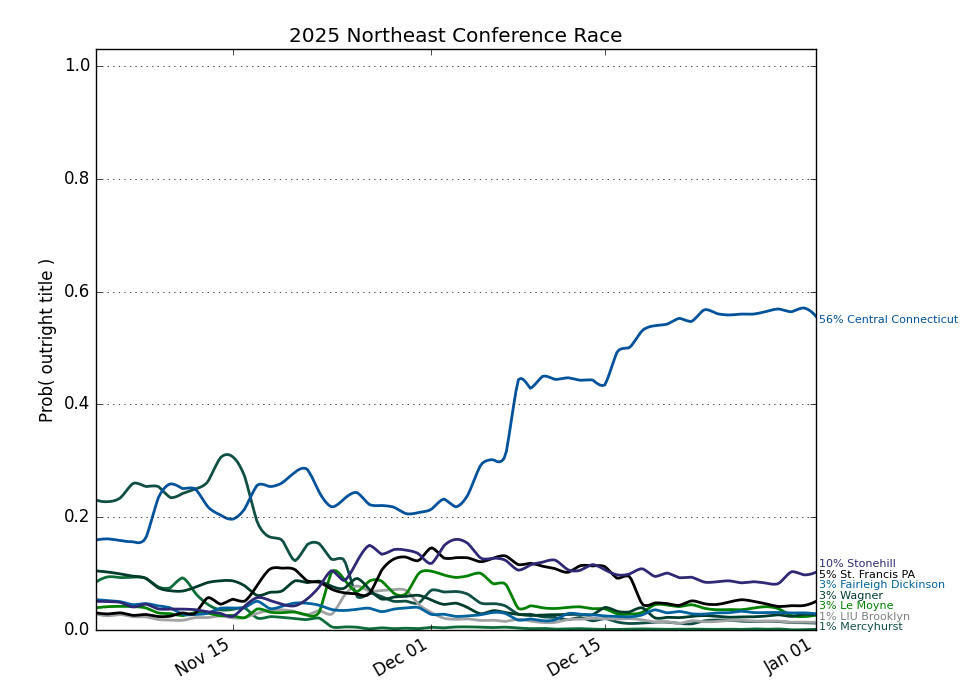 2025 Northeast Conference Race
Prob( outright title )
1.0
0.8
0.6
0.4
0.2
0.0
Nov 15
Dec 01
Dec 15
Jan 01
56% Central Connecticut
10% Stonehill
5% St. Francis PA
3% Fairleigh Dickinson
3% Wagner
3% Le Moyne
1% LIU Brooklyn
1% Mercyhurst